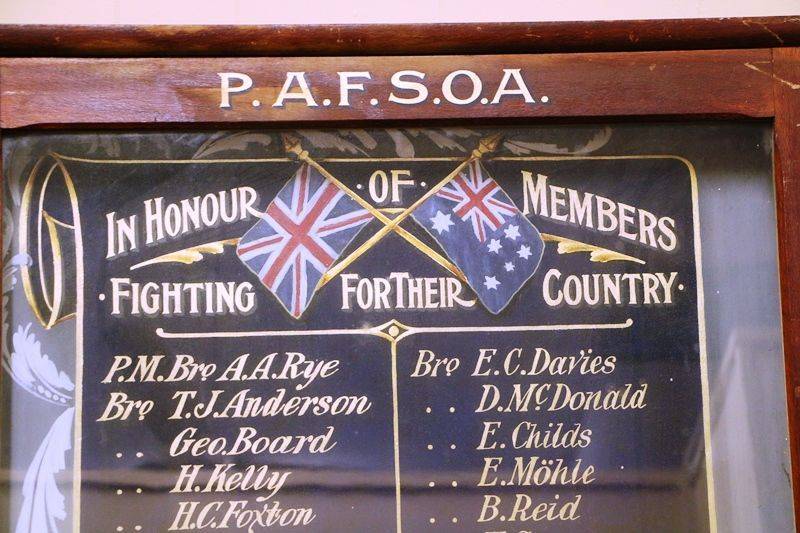 P.A.F.S.O.A.
IN HONOUR · OF · MEMBERS
· FIGHTING FOR THEIR COUNTRY ·
P.M. Bro A.A. Rye
Bro T.J. Anderson
. . Geo. Board
. . H. Kelly
. . H.C. Foxton
Bro E.C. Davies
. . D. McDonald
. . E. Childs
. . E. Möhle
. . B. Reid